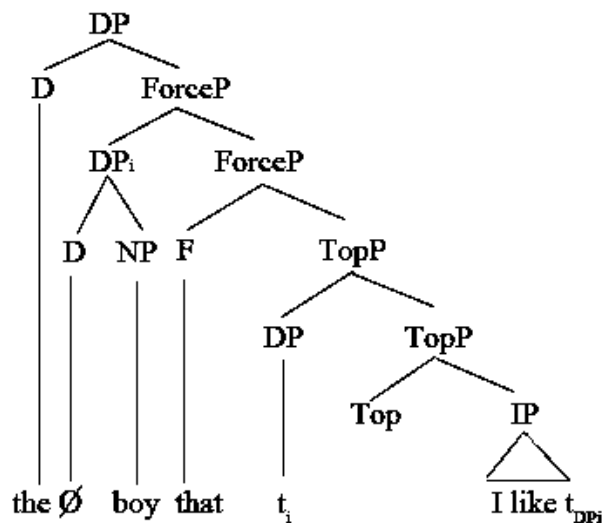 DP
D ForceP
DPi ForceP
D NP F TopP
DP TopP
Top IP
the Ø boy that ti I like tDPi